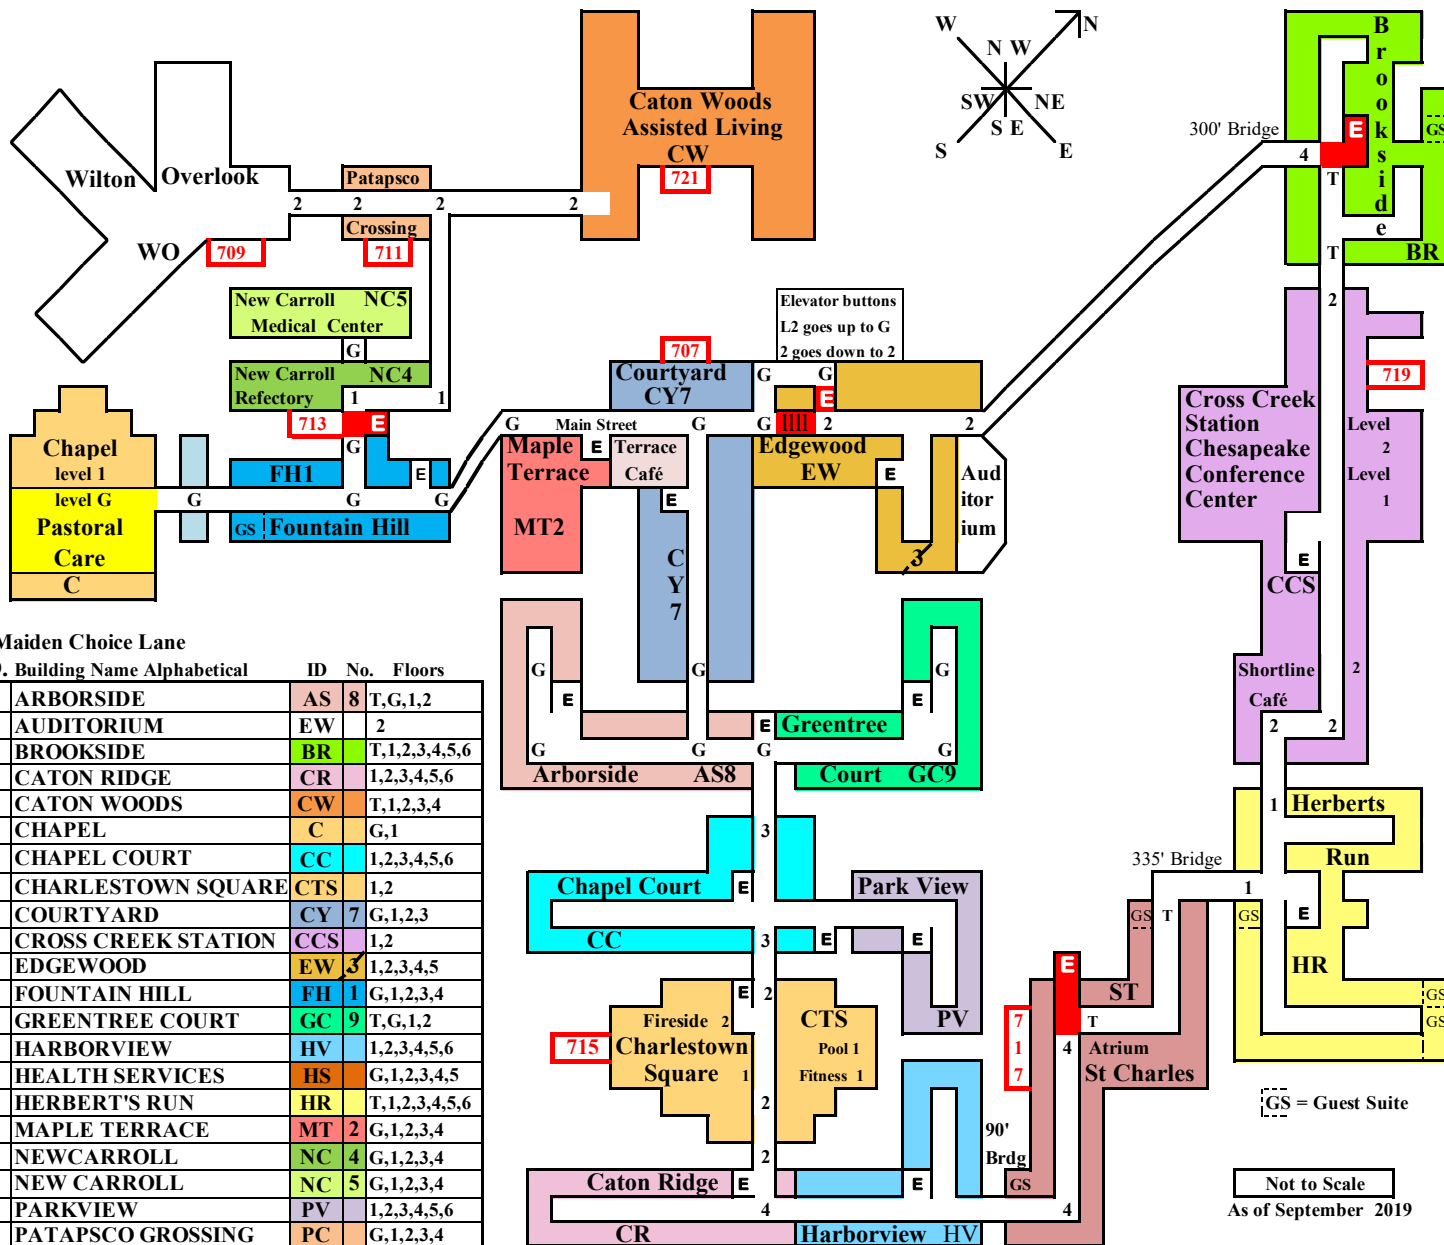 W
N
N W
SW
NE
S E
S
E
300' Bridge
B
r
o
o
k
s
i
d
e
BR
GS
E
4
T
T
2
Wilton
Overlook
WO
709
2
2
2
2
Patapsco
Crossing
711
Caton Woods
Assisted Living
CW
721
New Carroll NC5
Medical Center
G
New Carroll NC4
Refectory
1
1
713
E
G
Elevator buttons
L2 goes up to G
2 goes down to 2
707
Courtyard
CY7
G
G
E
G
Main Street
G
G
llll
2
2
Maple
Terrace
MT2
E
Terrace
Café
E
Edgewood
EW
E
3
Aud
itor
ium
C
Y
7
Chapel
level 1
level G
Pastoral
Care
C
G
FH1
E
G
G
GS
Fountain Hill
719
Cross Creek
Station
Chesapeake
Conference
Center
Level
2
Level
1
E
CCS
Shortline
Café
2
2
2
Maiden Choice Lane
. Building Name Alphabetical ID No. Floors
ARBORSIDE AS 8 T,G,1,2
AUDITORIUM EW 2
BROOKSIDE BR T,1,2,3,4,5,6
CATON RIDGE CR 1,2,3,4,5,6
CATON WOODS CW T,1,2,3,4
CHAPEL C G,1
CHAPEL COURT CC 1,2,3,4,5,6
CHARLESTOWN SQUARE CTS 1,2
COURTYARD CY 7 G,1,2,3
CROSS CREEK STATION CCS 1,2
EDGEWOOD EW 3 1,2,3,4,5
FOUNTAIN HILL FH 1 G,1,2,3,4
GREENTREE COURT GC 9 T,G,1,2
HARBORVIEW HV 1,2,3,4,5,6
HEALTH SERVICES HS G,1,2,3,4,5
HERBERT'S RUN HR T,1,2,3,4,5,6
MAPLE TERRACE MT 2 G,1,2,3,4
NEWCARROLL NC 4 G,1,2,3,4
NEW CARROLL NC 5 G,1,2,3,4
PARKVIEW PV 1,2,3,4,5,6
PATAPSCO GROSSING PC G,1,2,3,4
G
E
G
G
E
G
E
Greentree
G
G
G
Arborside AS8
Court GC9
3
Chapel Court
E
Park View
CC
3
E
E
PV
E
2
Fireside 2
CTS
715
Charlestown
Pool 1
Square 1
Fitness 1
2
2
Caton Ridge
E
E
4
CR
Harborview HV
90'
Brdg
GS
4
E
7
1
7
T
4
ST
Atrium
St Charles
335' Bridge
GS
T
1
GS
1
Herberts
Run
E
HR
GS
GS
GS = Guest Suite
Not to Scale
As of September 2019